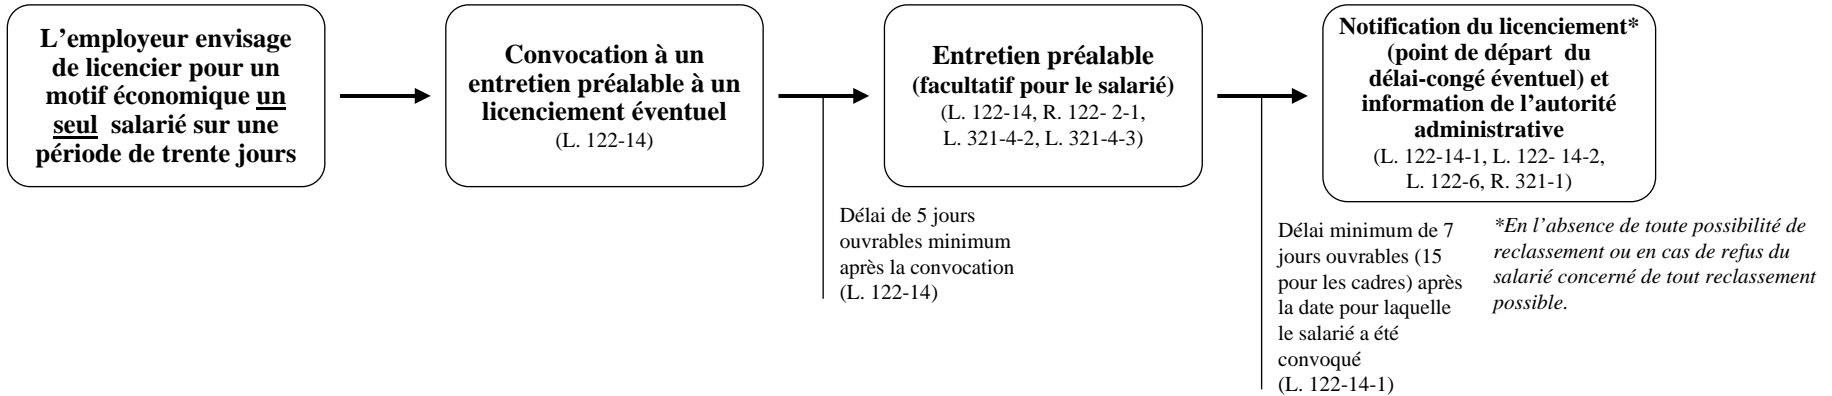 L’employeur envisage
de licencier pour un
motif économique un
seul salarié sur une
période de trente jours
Convocation à un
entretien préalable à un
licenciement éventuel
(L. 122-14)
Entretien préalable
(facultatif pour le salarié)
(L. 122-14, R. 122- 2-1,
L. 321-4-2, L. 321-4-3)
Notification du licenciement*
(point de départ du
délai-congé éventuel) et
information de l’autorité
administrative
(L. 122-14-1, L. 122- 14-2,
L. 122-6, R. 321-1)
Délai de 5 jours
ouvrables minimum
après la convocation
(L. 122-14)
Délai minimum de 7
jours ouvrables (15
pour les cadres) après
la date pour laquelle
le salarié a été
convoqué
(L. 122-14-1)
*En l’absence de toute possibilité de
reclassement ou en cas de refus du
salarié concerné de tout reclassement
possible.